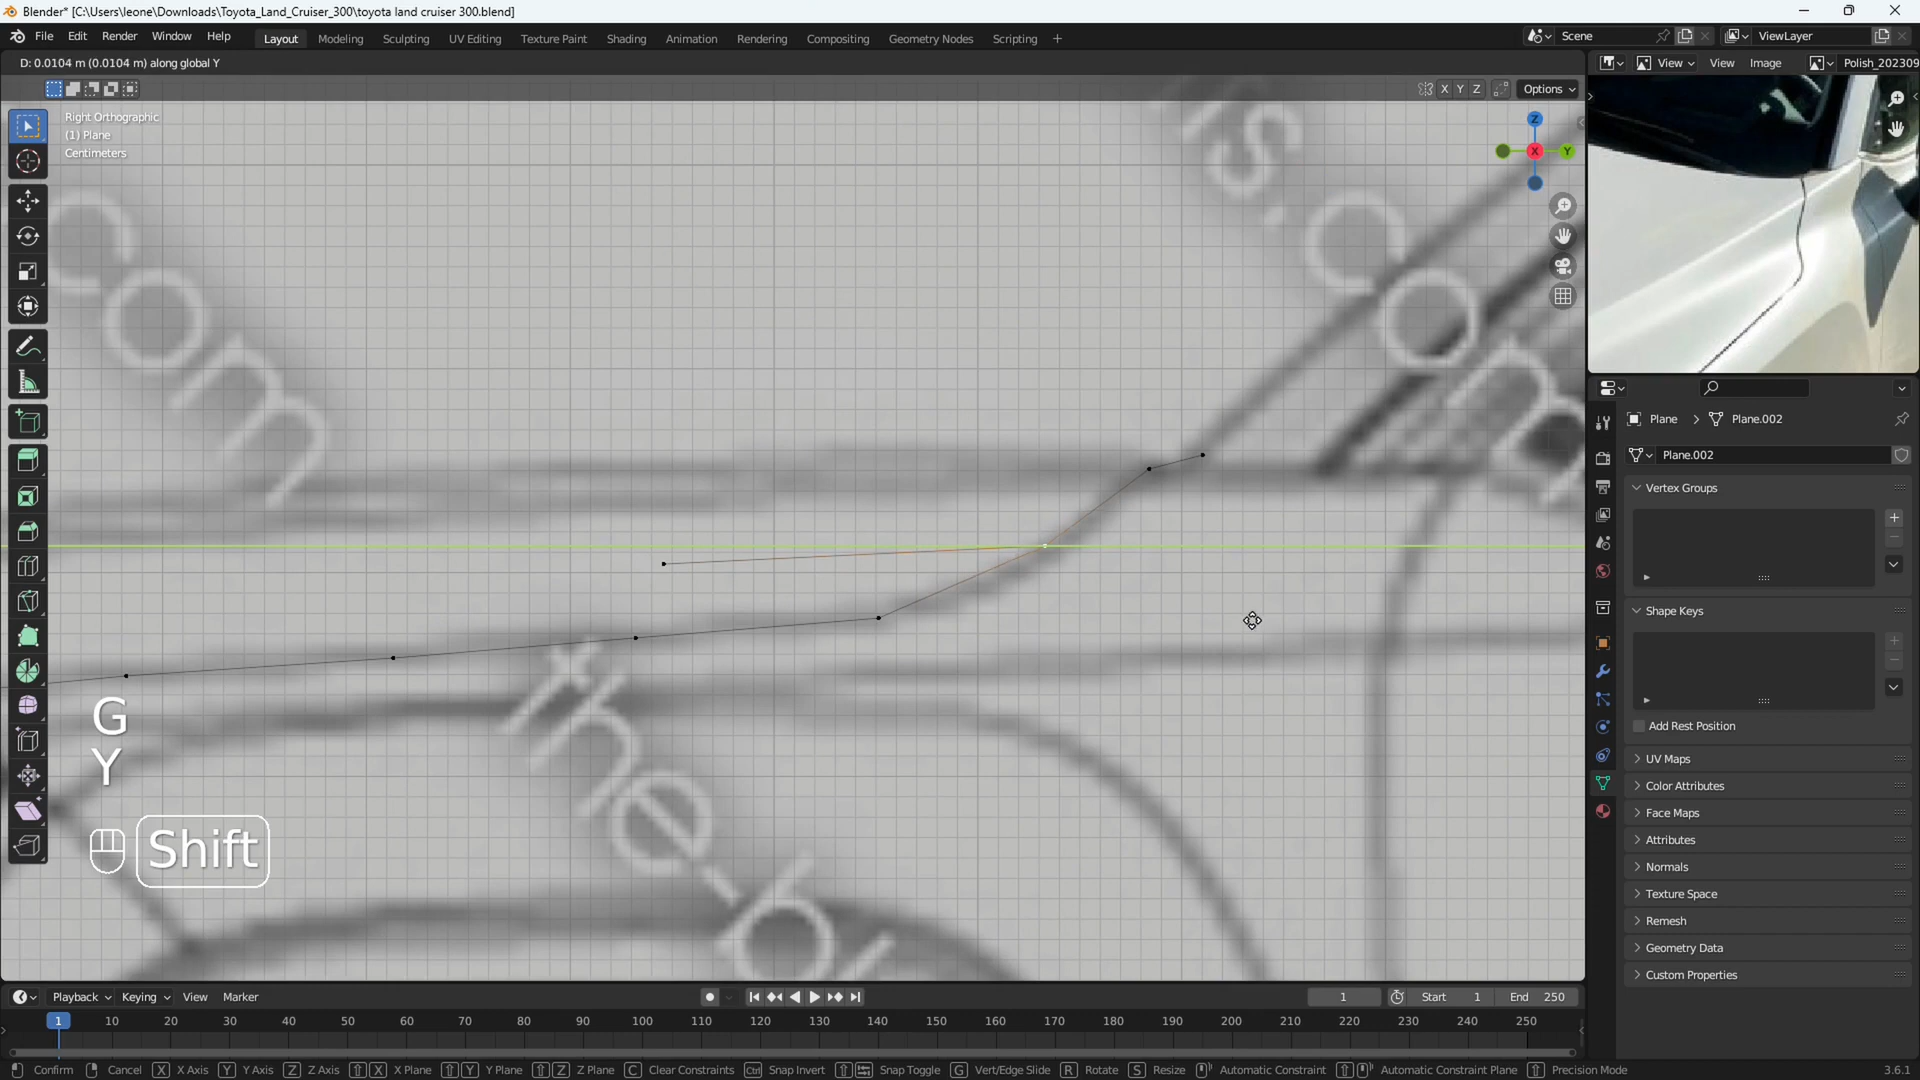 Blender* [C:\Users\leone\Downloads\Toyota_Land_Cruiser_300\toyota land cruiser 300.blend]
File Edit Render Window Help
Layout Modeling Sculpting UV Editing Texture Paint Shading Animation Rendering Compositing Geometry Nodes Scripting +
Scene
ViewLayer
D: 0.0104 m (0.0104 m) along global Y
View View Image Polish_202309
X Y Z Options
Right Orthographic
(1) Plane
Centimeters
Z
X
Y
.com
s.com
the-b
G
Y
Shift
Plane > Plane.002
Plane.002
Vertex Groups
Shape Keys
Add Rest Position
UV Maps
Color Attributes
Face Maps
Attributes
Normals
Texture Space
Remesh
Geometry Data
Custom Properties
Playback Keying View Marker
1 Start 1 End 250
1 10 20 30 40 50 60 70 80 90 100 110 120 130 140 150 160 170 180 190 200 210 220 230 240 250
Confirm Cancel X X Axis Y Y Axis Z Z Axis X X Plane Y Y Plane Z Z Plane C Clear Constraints Ctrl Snap Invert Snap Toggle G Vert/Edge Slide R Rotate S Resize Automatic Constraint Automatic Constraint Plane Precision Mode 3.6.1